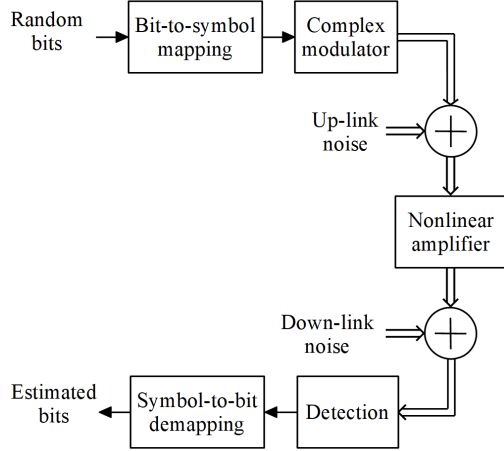 Random
bits
Bit-to-symbol
mapping
Complex
modulator
Up-link
noise
Nonlinear
amplifier
Down-link
noise
Estimated
bits
Symbol-to-bit
demapping
Detection